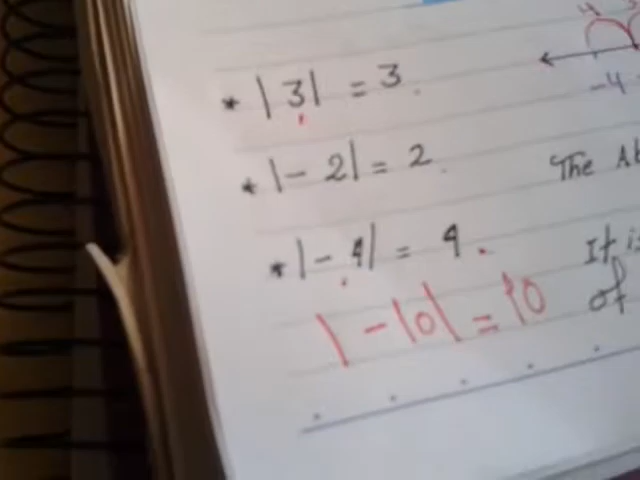 * |3| = 3.
-4
* |-2| = 2.
The
* |-4| = 4.
It
|-10| = 10
of